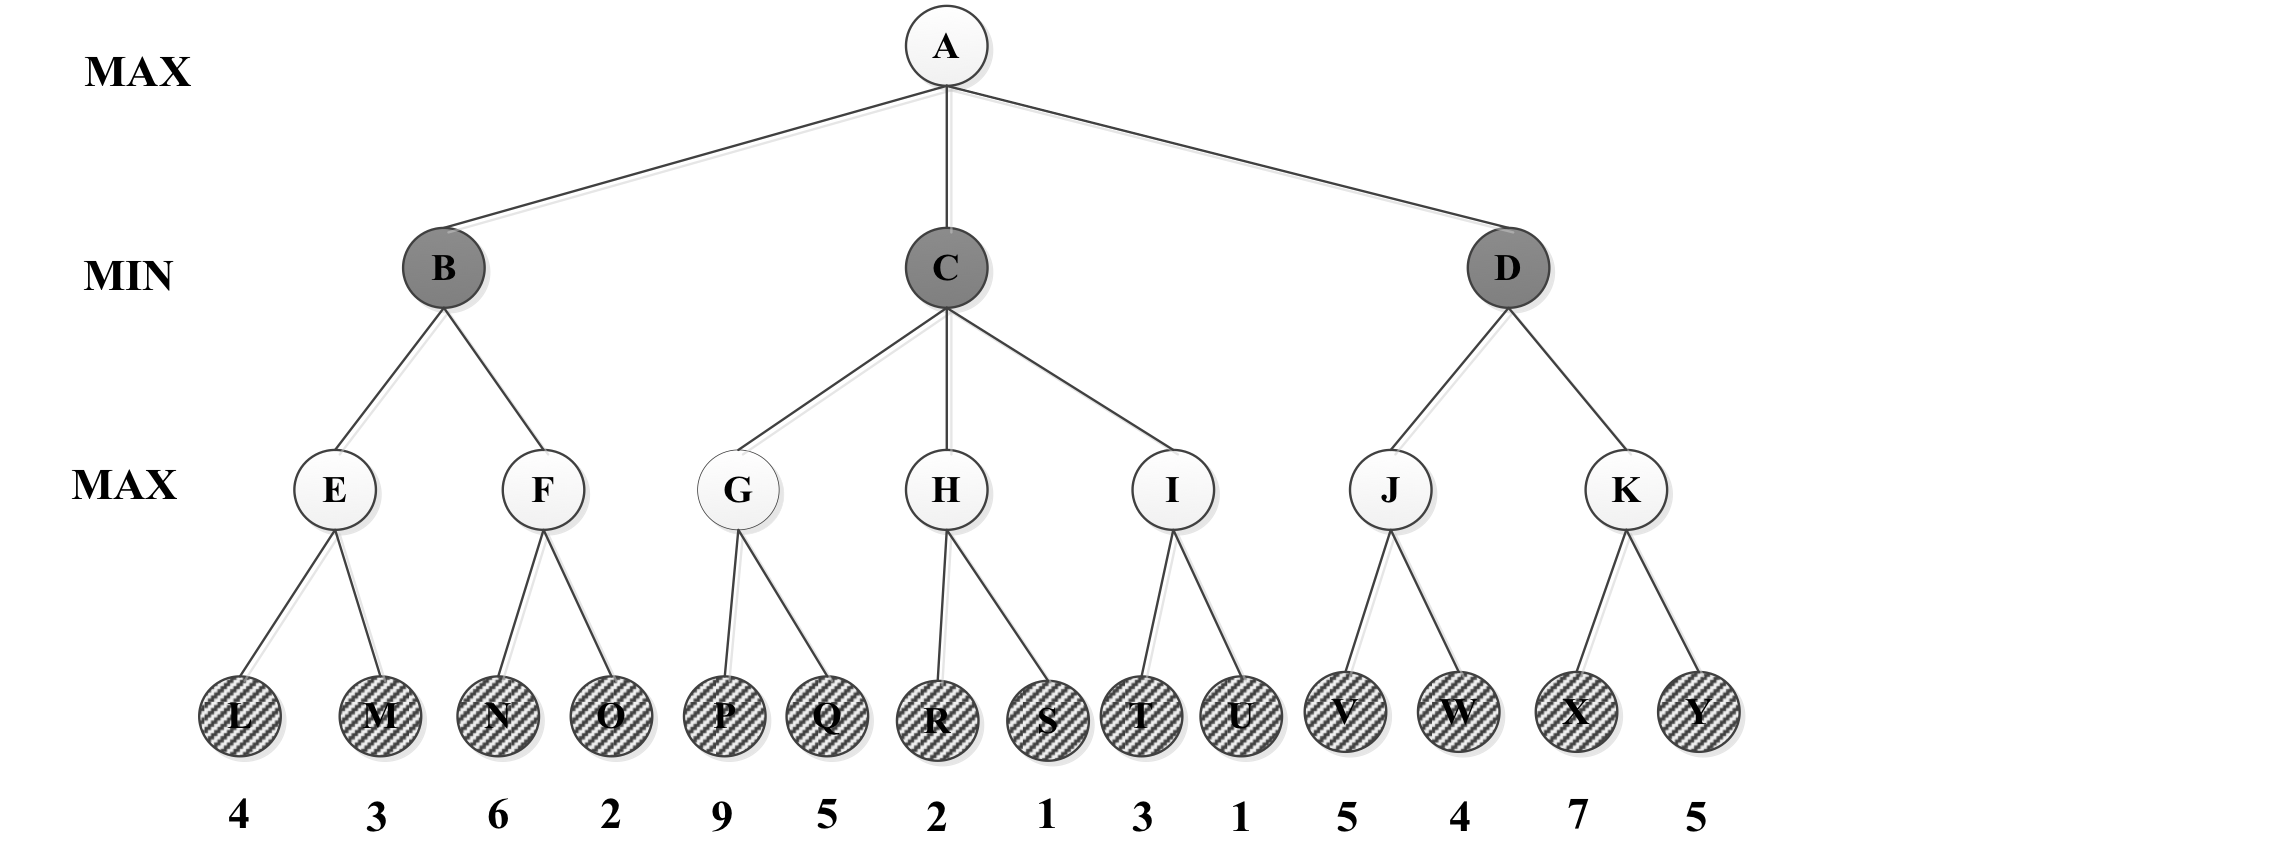 MAX
A
MIN
B C D
MAX
E F G H I J K
L M N O P Q R S T U V W X Y
4 3 6 2 9 5 2 1 3 1 5 4 7 5